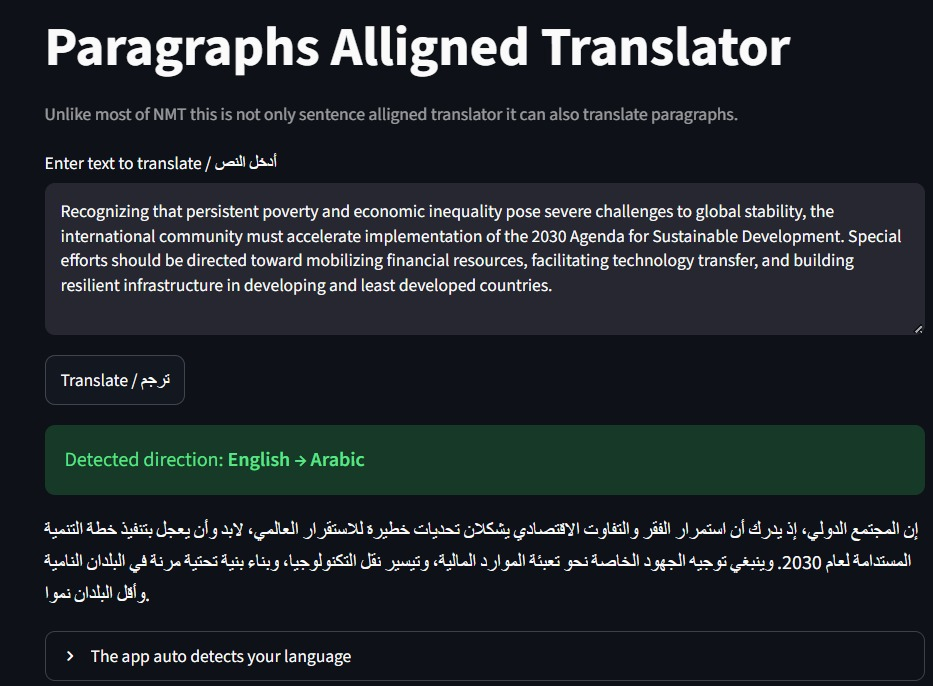 Paragraphs Alligned Translator
Unlike most of NMT this is not only sentence alligned translator it can also translate paragraphs.
Enter text to translate / أدخل النص
Recognizing that persistent poverty and economic inequality pose severe challenges to global stability, the
international community must accelerate implementation of the 2030 Agenda for Sustainable Development. Special
efforts should be directed toward mobilizing financial resources, facilitating technology transfer, and building
resilient infrastructure in developing and least developed countries.
Translate / ترجم
Detected direction: English → Arabic
إن المجتمع الدولي، إذ يدرك أن استمرار الفقر والتفاوت الاقتصادي يشكلان تحديات خطيرة للاستقرار العالمي، لابد وأن يعجل بتنفيذ خطة التنمية
المستدامة لعام 2030. وينبغي توجيه الجهود الخاصة نحو تعبئة الموارد المالية، وتيسير نقل التكنولوجيا، وبناء بنية تحتية مرنة في البلدان النامية
وأقل البلدان نموا.
The app auto detects your language